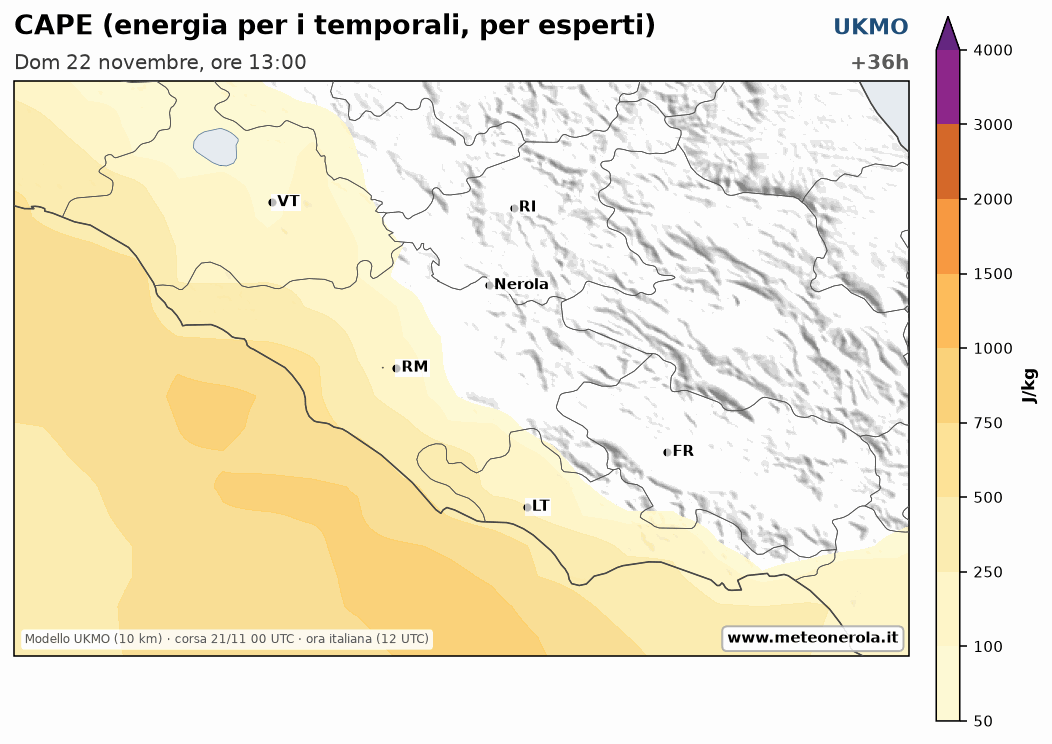 CAPE (energia per i temporali, per esperti)
UKMO
Dom 22 novembre, ore 13:00
+36h
VT
RI
Nerola
RM
FR
LT
4000
3000
2000
1500
1000
750
500
250
100
50
J/kg
Modello UKMO (10 km) · corsa 21/11 00 UTC · ora italiana (12 UTC)
www.meteonerola.it